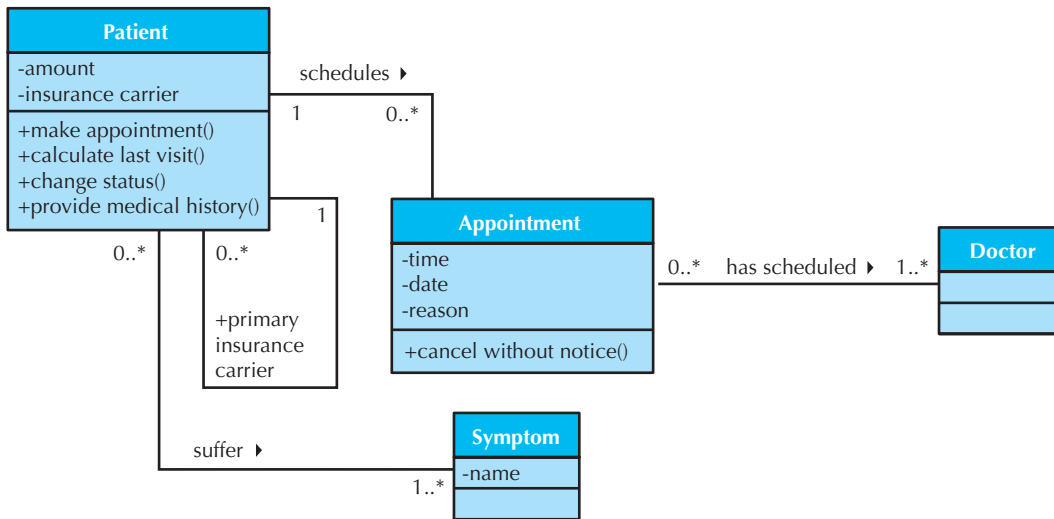 Patient
-amount
-insurance carrier
+make appointment()
+calculate last visit()
+change status()
+provide medical history()
schedules ▸
1
0..*
1
0..*
0..*
+primary
insurance
carrier
Appointment
-time
-date
-reason
+cancel without notice()
0..*
has scheduled ▸
1..*
Doctor
suffer ▸
1..*
Symptom
-name